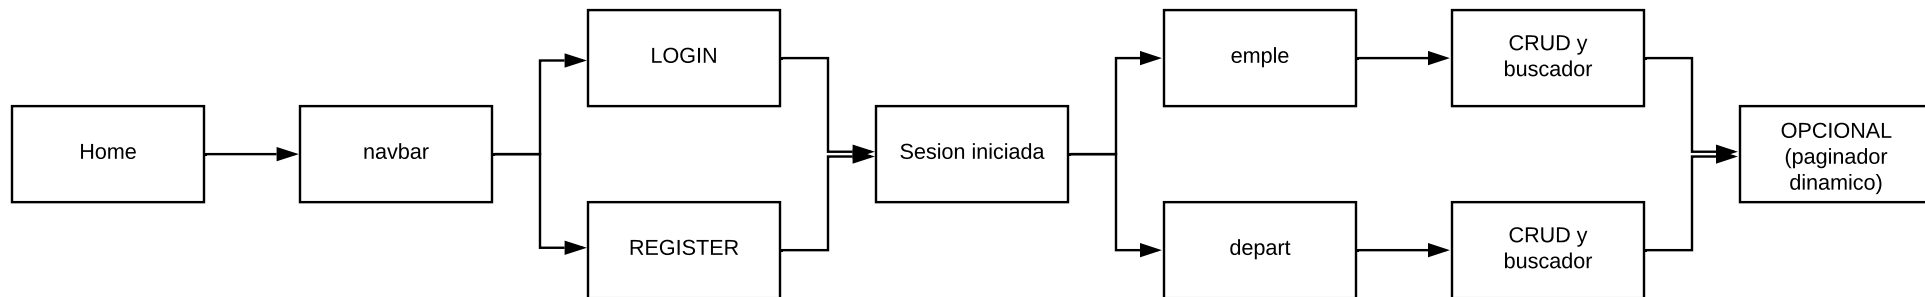 Home
navbar
LOGIN
REGISTER
Sesion iniciada
emple
depart
CRUD y
buscador
CRUD y
buscador
OPCIONAL
(paginador
dinamico)